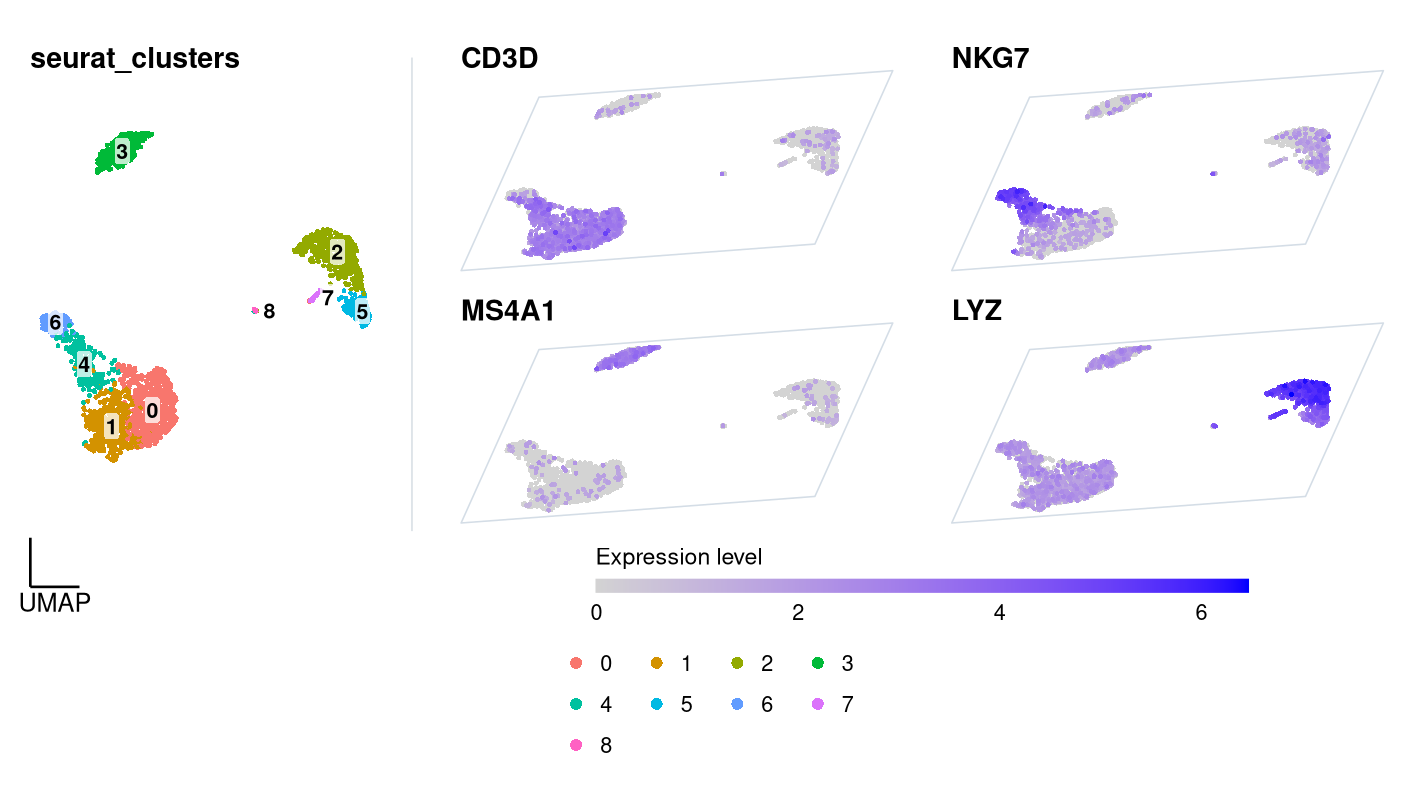 seurat_clusters
3
2
7
8
5
6
4
0
1
UMAP
CD3D
NKG7
MS4A1
LYZ
Expression level
0 2 4 6
0 1 2 3
4 5 6 7
8